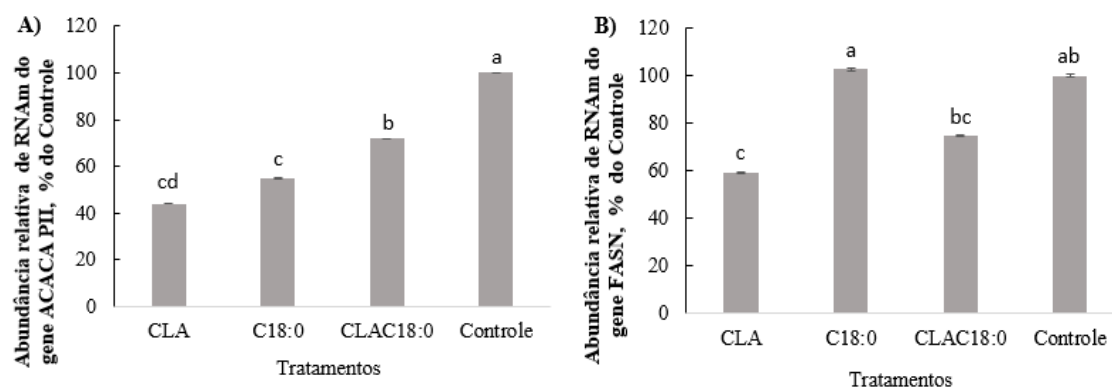 A)
Abundância relativa de RNAm do
gene ACACA PII, % do Controle
120
100
80
60
40
20
0
cd
c
b
a
CLA C18:0 CLAC18:0 Controle
Tratamentos
B)
Abundância relativa de RNAm do
gene FASN, % do Controle
120
100
80
60
40
20
0
c
a
bc
ab
CLA C18:0 CLAC18:0 Controle
Tratamentos